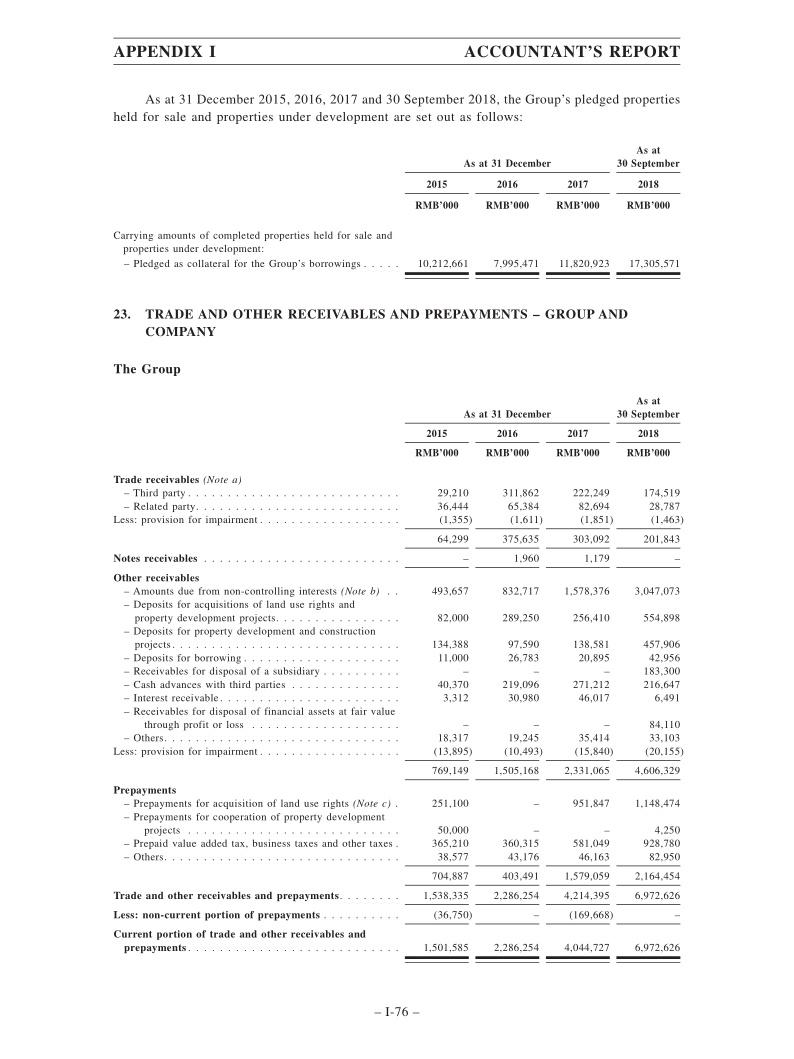 APPENDIX I ACCOUNTANT'S REPORT
As at 31 December 2015, 2016, 2017 and 30 September 2018, the Group's pledged properties
held for sale and properties under development are set out as follows:
As at
As at 31 December 30 September
2015 2016 2017 2018
RMB'000 RMB'000 RMB'000 RMB'000
Carrying amounts of completed properties held for sale and
properties under development:
– Pledged as collateral for the Group's borrowings . . . . . 10,212,661 7,995,471 11,820,923 17,305,571
23. TRADE AND OTHER RECEIVABLES AND PREPAYMENTS – GROUP AND
COMPANY
The Group
As at
As at 31 December 30 September
2015 2016 2017 2018
RMB'000 RMB'000 RMB'000 RMB'000
Trade receivables (Note a)
– Third party . . . . . . . . . . . . . . . . . . . . . . . . . . . 29,210 311,862 222,249 174,519
– Related party. . . . . . . . . . . . . . . . . . . . . . . . . . 36,444 65,384 82,694 28,787
Less: provision for impairment . . . . . . . . . . . . . . . . . . (1,355) (1,611) (1,851) (1,463)
64,299 375,635 303,092 201,843
Notes receivables . . . . . . . . . . . . . . . . . . . . . . . . . – 1,960 1,179 –
Other receivables
– Amounts due from non-controlling interests (Note b) . . 493,657 832,717 1,578,376 3,047,073
– Deposits for acquisitions of land use rights and
property development projects. . . . . . . . . . . . . . . . 82,000 289,250 256,410 554,898
– Deposits for property development and construction
projects. . . . . . . . . . . . . . . . . . . . . . . . . . . . . 134,388 97,590 138,581 457,906
– Deposits for borrowing . . . . . . . . . . . . . . . . . . . . 11,000 26,783 20,895 42,956
– Receivables for disposal of a subsidiary . . . . . . . . . . – – – 183,300
– Cash advances with third parties . . . . . . . . . . . . . . 40,370 219,096 271,212 216,647
– Interest receivable. . . . . . . . . . . . . . . . . . . . . . . 3,312 30,980 46,017 6,491
– Receivables for disposal of financial assets at fair value
through profit or loss . . . . . . . . . . . . . . . . . . . – – – 84,110
– Others. . . . . . . . . . . . . . . . . . . . . . . . . . . . . . 18,317 19,245 35,414 33,103
Less: provision for impairment . . . . . . . . . . . . . . . . . . (13,895) (10,493) (15,840) (20,155)
769,149 1,505,168 2,331,065 4,606,329
Prepayments
– Prepayments for acquisition of land use rights (Note c) . 251,100 – 951,847 1,148,474
– Prepayments for cooperation of property development
projects . . . . . . . . . . . . . . . . . . . . . . . . . . . 50,000 – – 4,250
– Prepaid value added tax, business taxes and other taxes . 365,210 360,315 581,049 928,780
– Others. . . . . . . . . . . . . . . . . . . . . . . . . . . . . . 38,577 43,176 46,163 82,950
704,887 403,491 1,579,059 2,164,454
Trade and other receivables and prepayments. . . . . . . . 1,538,335 2,286,254 4,214,395 6,972,626
Less: non-current portion of prepayments . . . . . . . . . . (36,750) – (169,668) –
Current portion of trade and other receivables and
prepayments. . . . . . . . . . . . . . . . . . . . . . . . . . . 1,501,585 2,286,254 4,044,727 6,972,626
– I-76 –